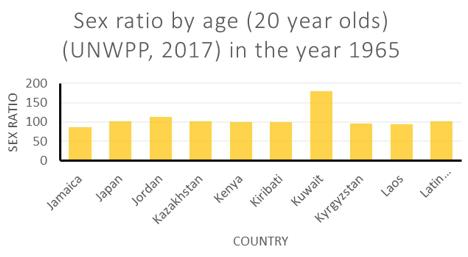 Sex ratio by age (20 year olds)
(UNWPP, 2017) in the year 1965
SEX RATIO
200
150
100
50
0
Jamaica
Japan
Jordan
Kazakhstan
Kenya
Kiribati
Kuwait
Kyrgyzstan
Laos
Latin...
COUNTRY